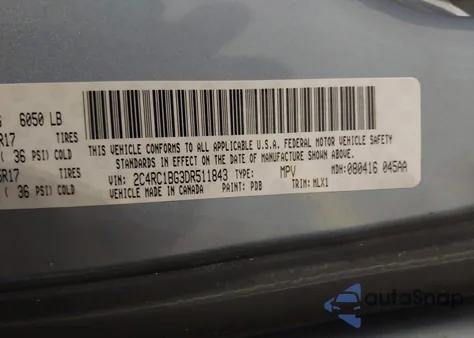 6050 LB
R17 TIRES
( 36 PSI) COLD
R17 TIRES
( 36 PSI) COLD
THIS VEHICLE CONFORMS TO ALL APPLICABLE U.S.A. FEDERAL MOTOR VEHICLE SAFETY
STANDARDS IN EFFECT ON THE DATE OF MANUFACTURE SHOWN ABOVE.
VIN: 2C4RC1BG3DR511843 TYPE: MPV MDH: 080416 045AA
VEHICLE MADE IN CANADA PAINT: PDB TRIM: MLX1
autoSnap